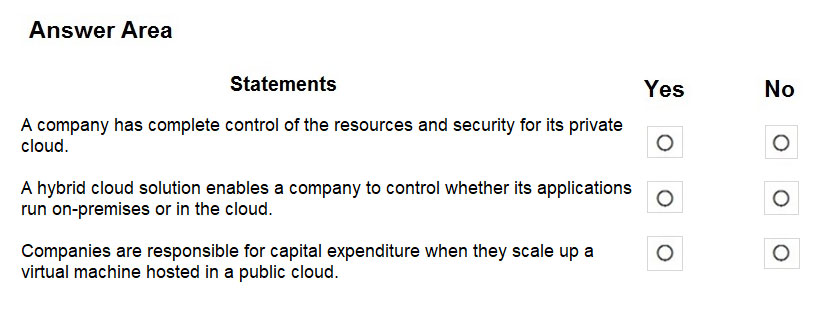 Answer Area
Statements
Yes
No
A company has complete control of the resources and security for its private
cloud.
A hybrid cloud solution enables a company to control whether its applications
run on-premises or in the cloud.
Companies are responsible for capital expenditure when they scale up a
virtual machine hosted in a public cloud.